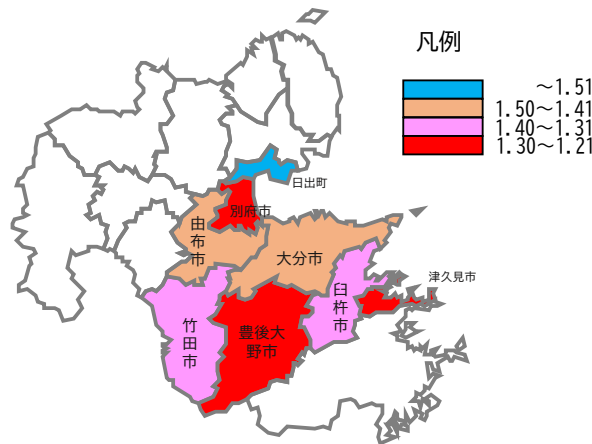 凡例
～1.51
1.50～1.41
1.40～1.31
1.30～1.21
日出町
別府市
由布市
大分市
津久見市
臼杵市
竹田市
豊後大
野市